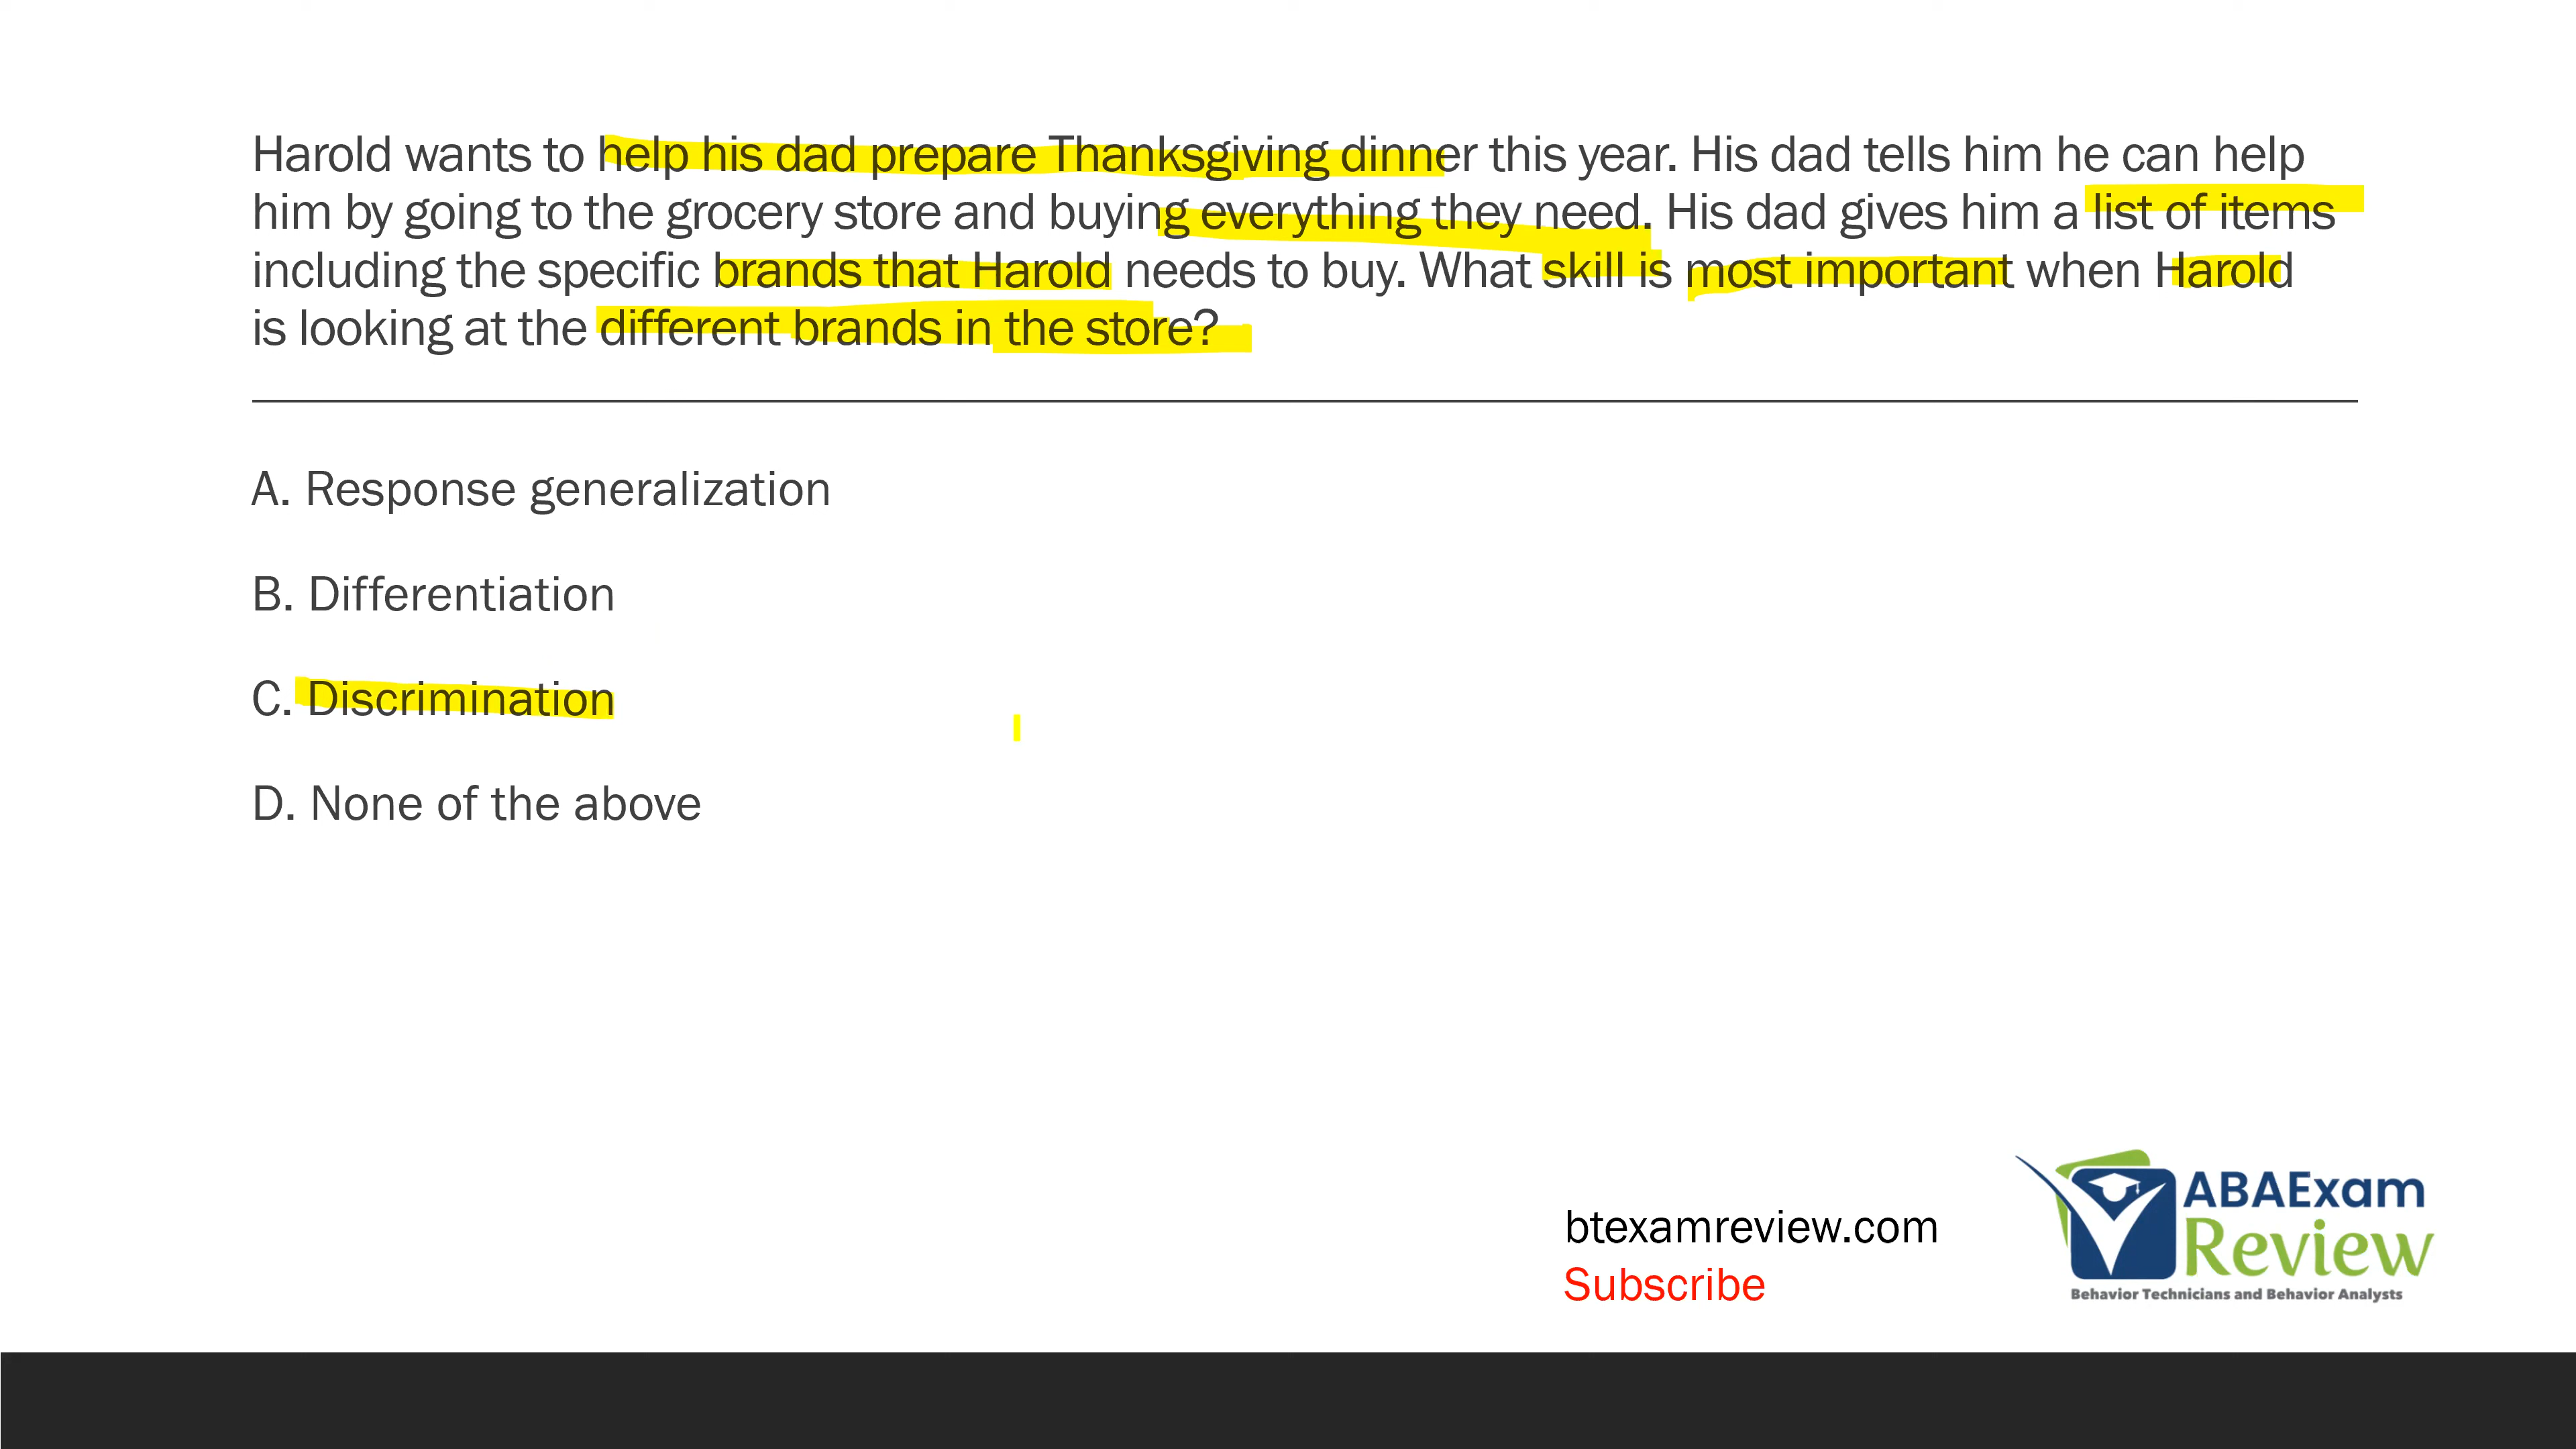 Harold wants to help his dad prepare Thanksgiving dinner this year. His dad tells him he can help
him by going to the grocery store and buying everything they need. His dad gives him a list of items
including the specific brands that Harold needs to buy. What skill is most important when Harold
is looking at the different brands in the store?
A. Response generalization
B. Differentiation
C. Discrimination
D. None of the above
btexamreview.com
Subscribe
ABAExam
Review
Behavior Technicians and Behavior Analysts